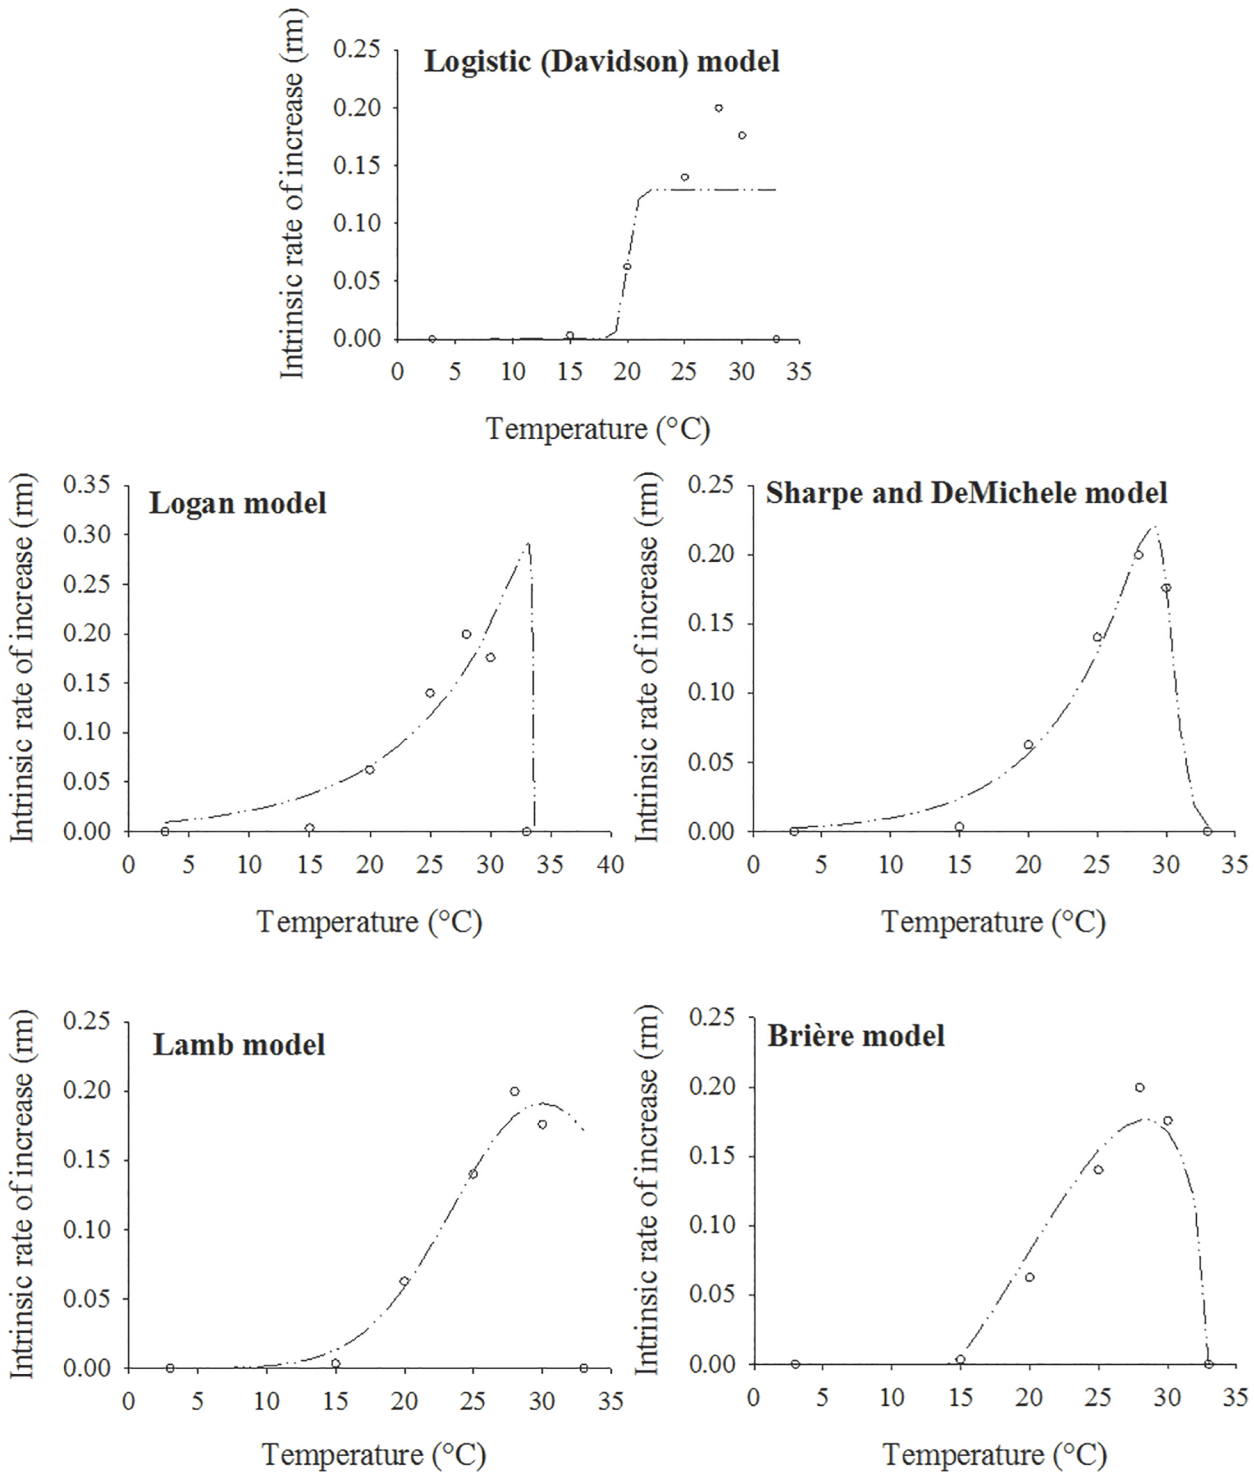 Logistic (Davidson) model
Intrinsic rate of increase (rm)
0.25
0.20
0.15
0.10
0.05
0.00
0 5 10 15 20 25 30 35
Temperature (°C)
Logan model
Intrinsic rate of increase (rm)
0.35
0.30
0.25
0.20
0.15
0.10
0.05
0.00
0 5 10 15 20 25 30 35 40
Temperature (°C)
Sharpe and DeMichele model
Intrinsic rate of increase (rm)
0.25
0.20
0.15
0.10
0.05
0.00
0 5 10 15 20 25 30 35
Temperature (°C)
Lamb model
Intrinsic rate of increase (rm)
0.25
0.20
0.15
0.10
0.05
0.00
0 5 10 15 20 25 30 35
Temperature (°C)
Brière model
Intrinsic rate of increase (rm)
0.25
0.20
0.15
0.10
0.05
0.00
0 5 10 15 20 25 30 35
Temperature (°C)